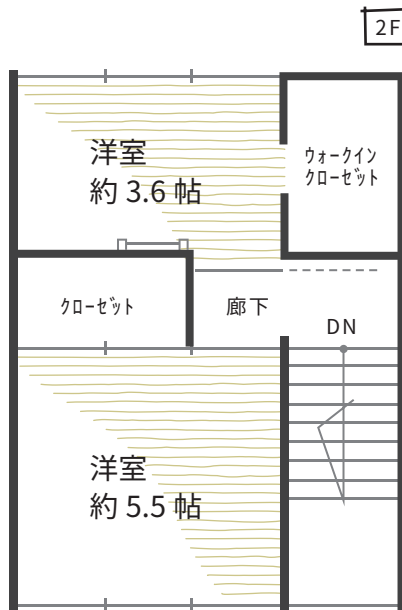 2F
洋室
約 3.6 帖
ウォークイン
クローゼット
クローゼット
廊下
DN
洋室
約 5.5 帖